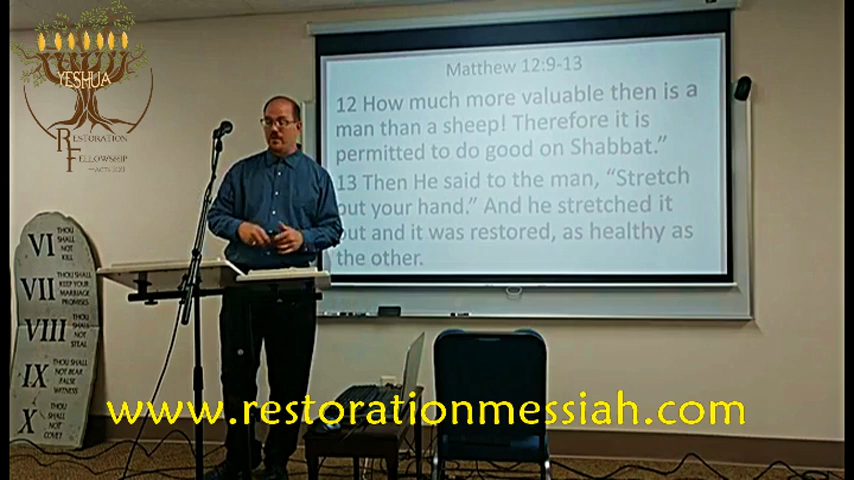 YESHUA
RESTORATION
FELLOWSHIP
Matthew 12:9-13
12 How much more valuable then is a
man than a sheep! Therefore it is
permitted to do good on Shabbat.”
13 Then He said to the man, “Stretch
out your hand.” And he stretched it
out and it was restored, as healthy as
the other.
VI THOU
SHALL
NOT
KILL
VII THOU SHALL
KEEP YOUR
MARRIAGE
PROMISES
VIII THOU
SHALL
NOT
STEAL
IX THOU SHALL
NOT BEAR
FALSE
WITNESS
X THOU
SHALL
NOT
COVET
www.restorationmessiah.com